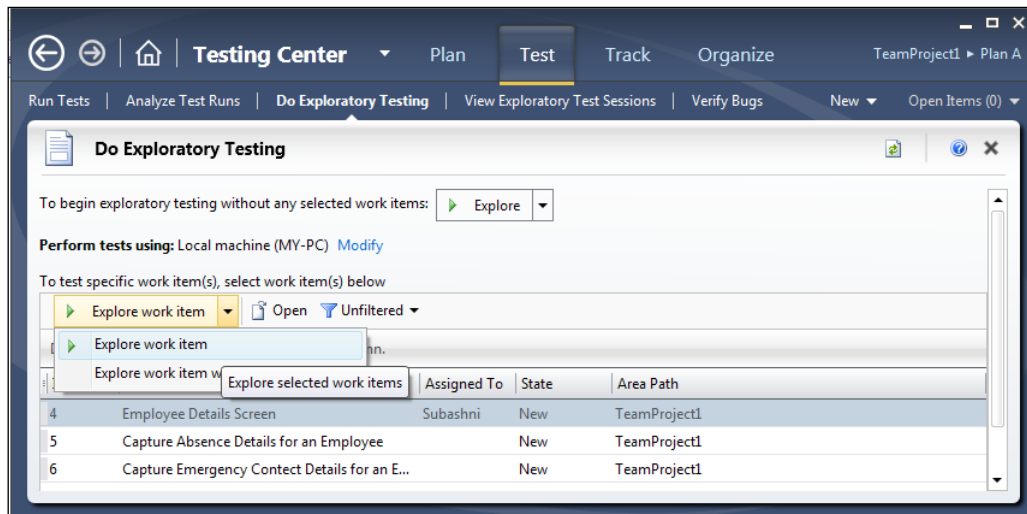 Testing Center Plan Test Track Organize TeamProject1 ▸ Plan A
Run Tests | Analyze Test Runs | Do Exploratory Testing | View Exploratory Test Sessions | Verify Bugs New Open Items (0)
Do Exploratory Testing
To begin exploratory testing without any selected work items: Explore
Perform tests using: Local machine (MY-PC) Modify
To test specific work item(s), select work item(s) below
Explore work item Open Unfiltered
Explore work item
Explore work item w
Explore selected work items
Assigned To State Area Path
4 Employee Details Screen Subashni New TeamProject1
5 Capture Absence Details for an Employee New TeamProject1
6 Capture Emergency Contect Details for an E... New TeamProject1